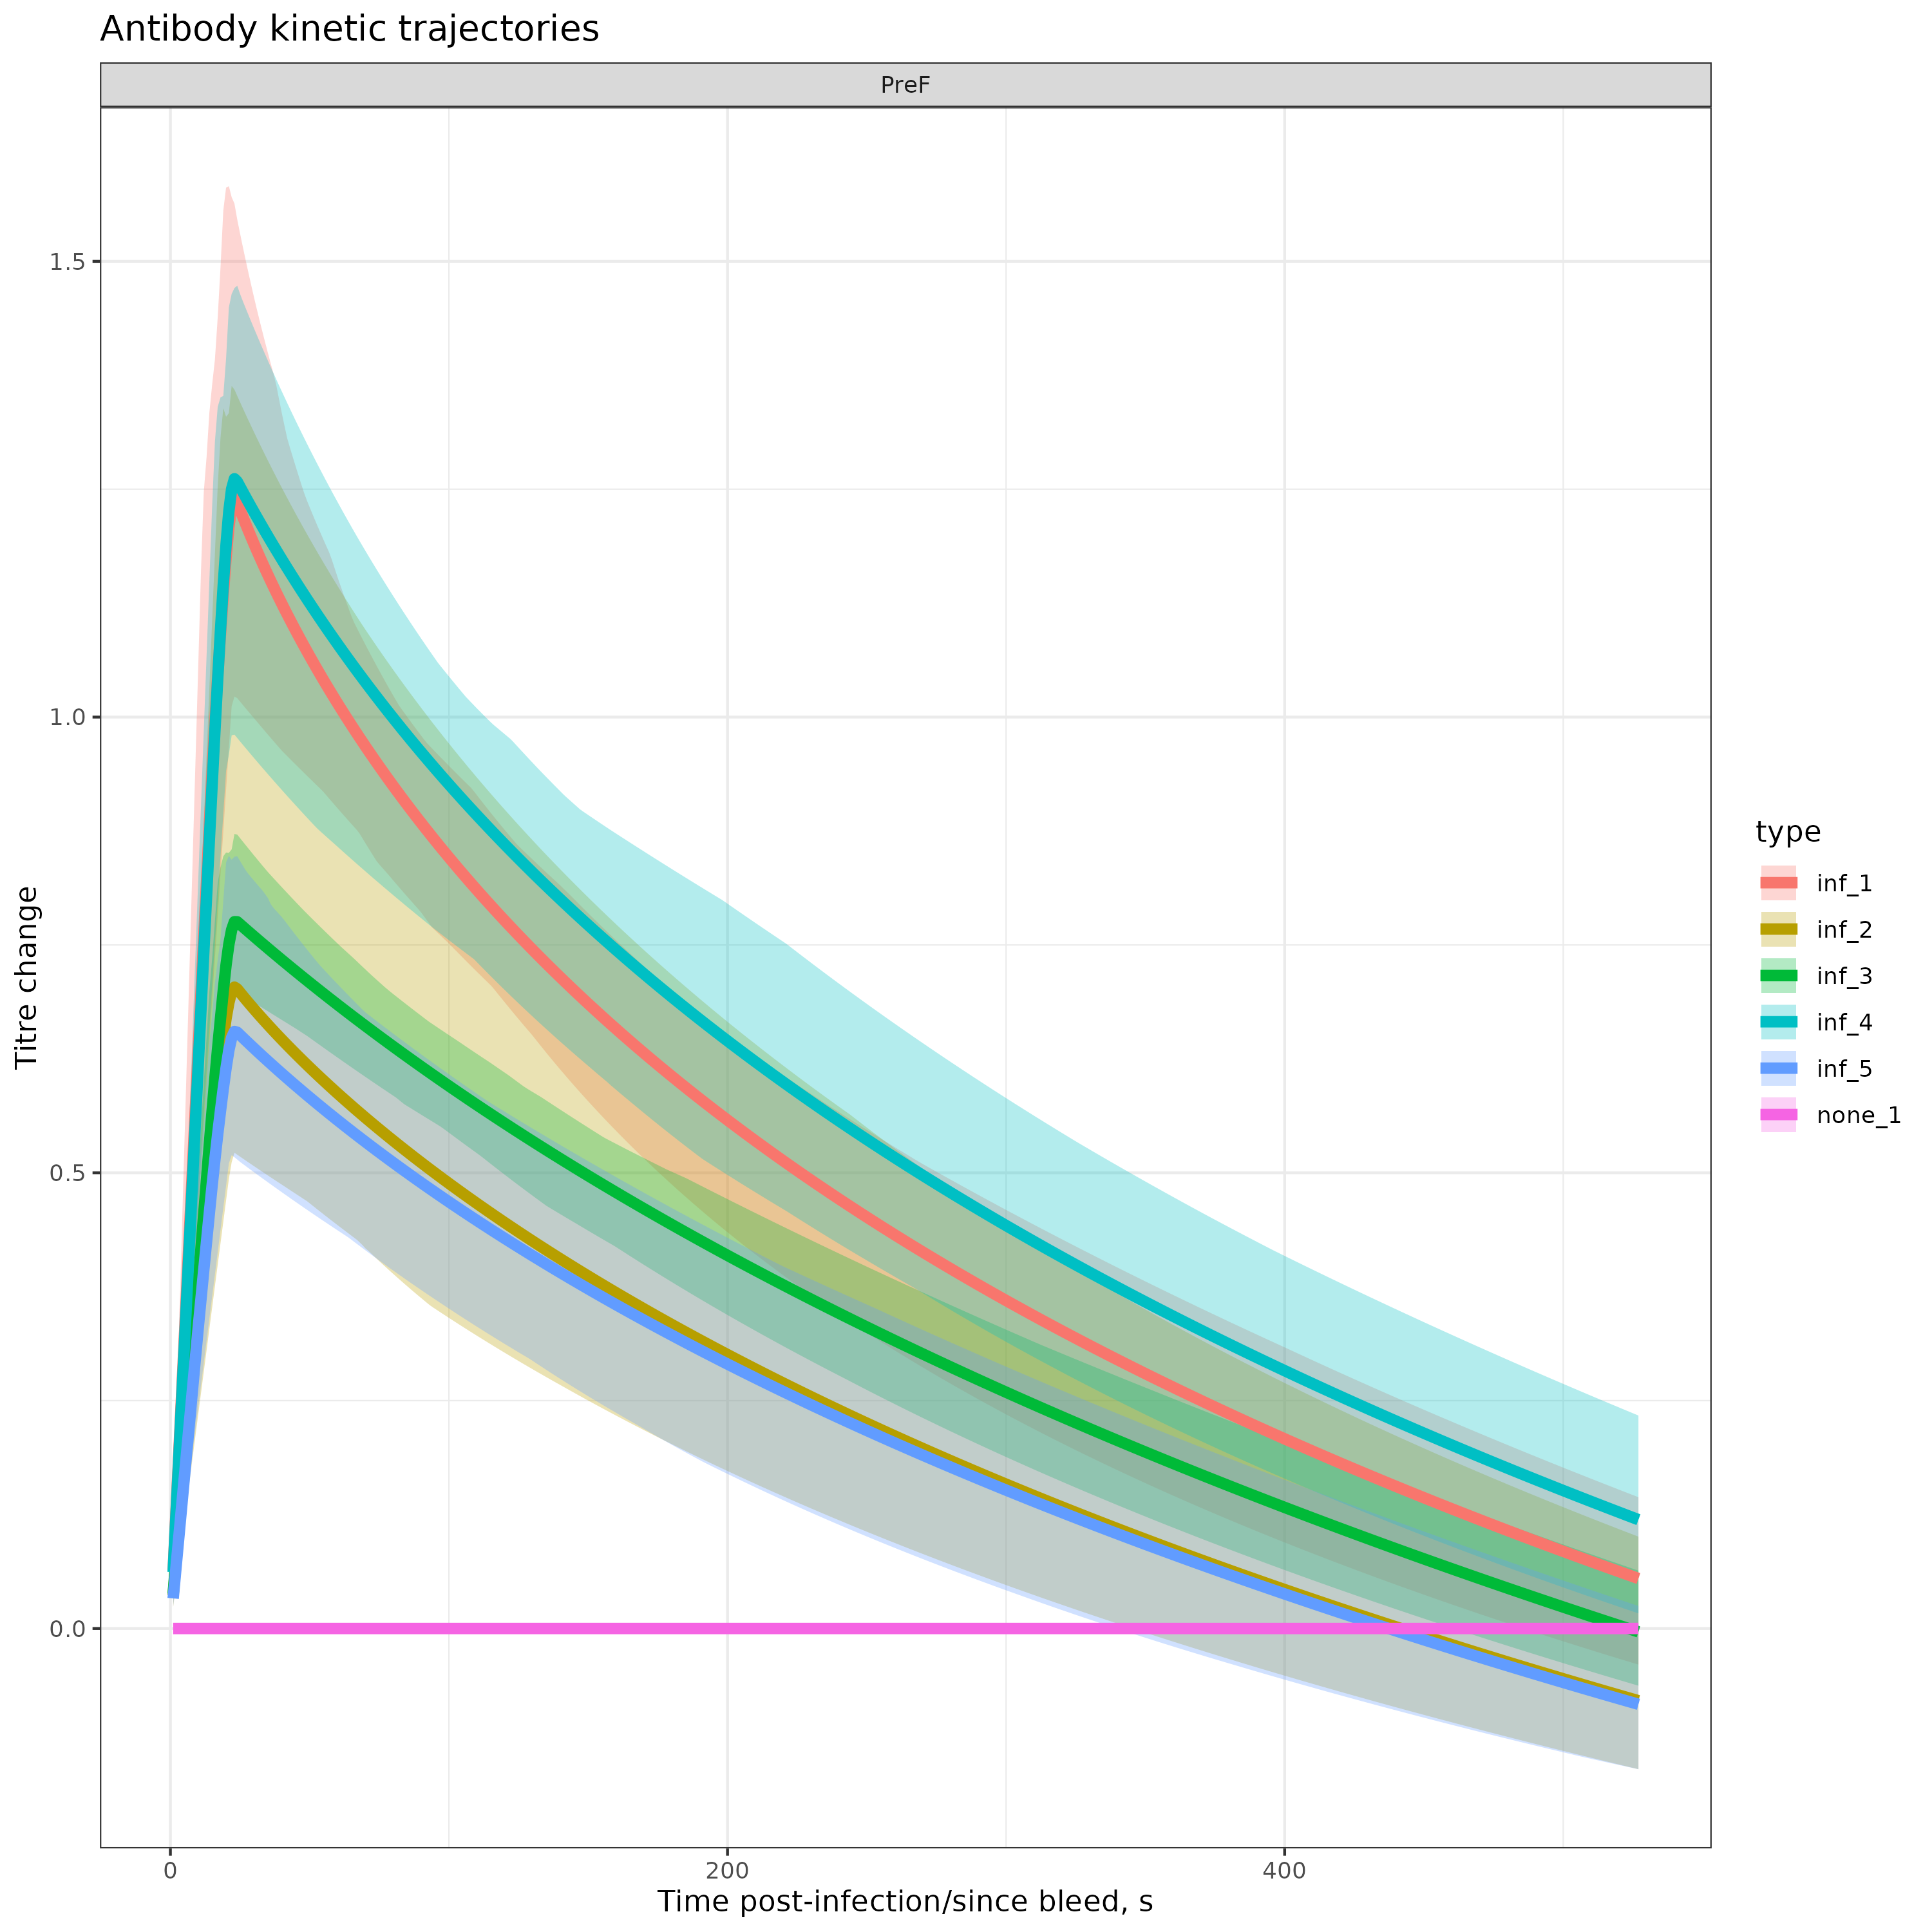 Antibody kinetic trajectories
PreF
1.5
1.0
0.5
0.0
Titre change
0
200
400
Time post-infection/since bleed, s
type
inf_1
inf_2
inf_3
inf_4
inf_5
none_1